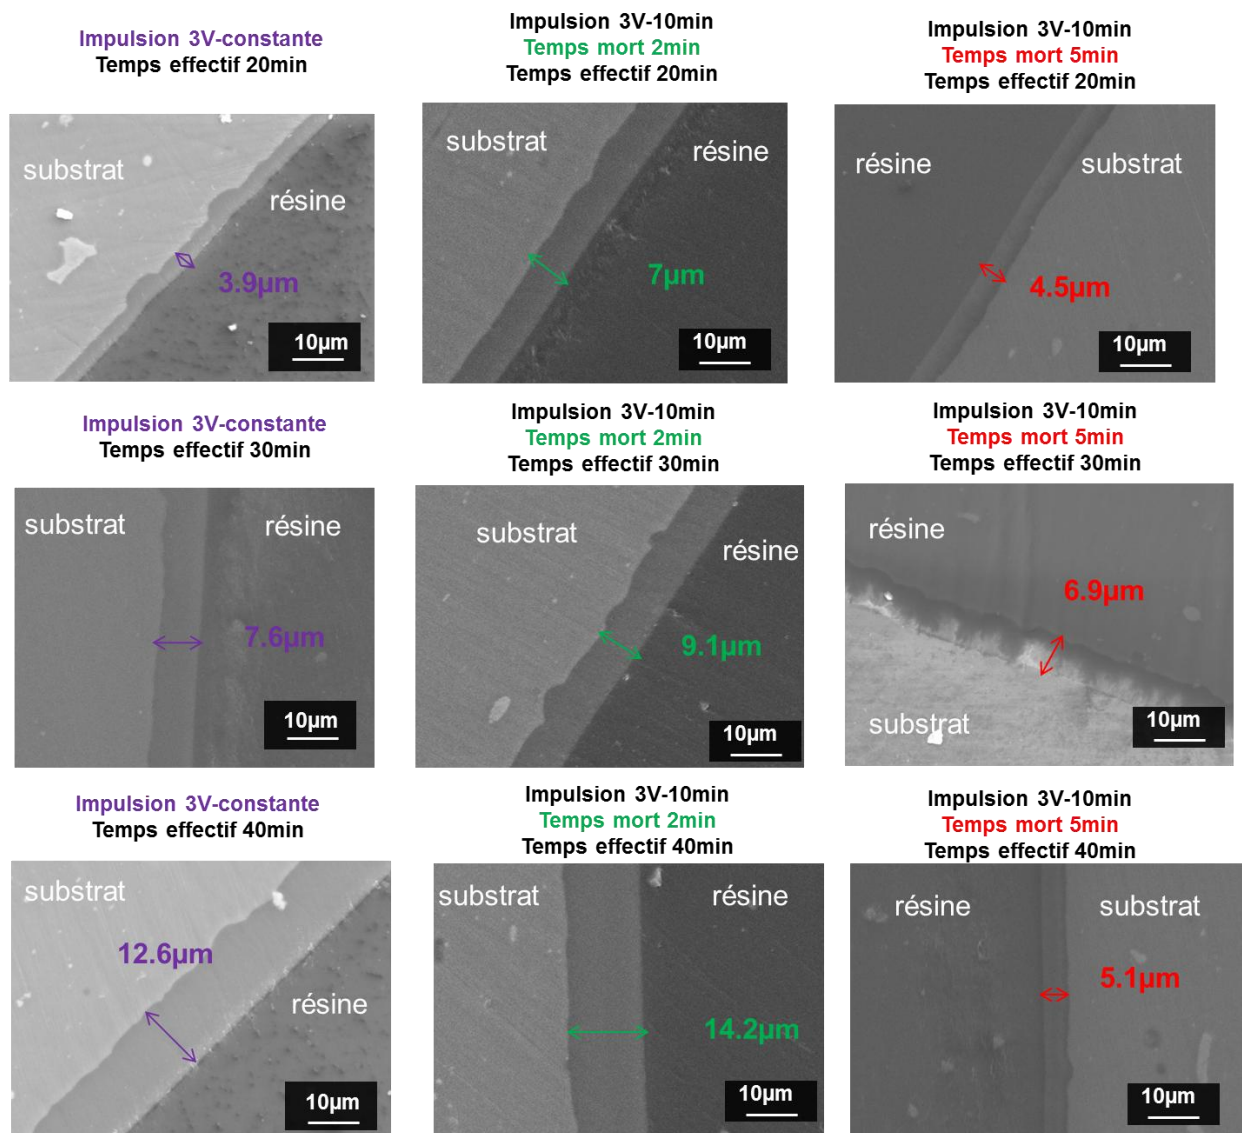 Impulsion 3V-constante
Temps effectif 20min
substrat
résine
3.9µm
10µm
Impulsion 3V-10min
Temps mort 2min
Temps effectif 20min
substrat
résine
7µm
10µm
Impulsion 3V-10min
Temps mort 5min
Temps effectif 20min
résine
substrat
4.5µm
10µm
Impulsion 3V-constante
Temps effectif 30min
substrat
résine
7.6µm
10µm
Impulsion 3V-10min
Temps mort 2min
Temps effectif 30min
substrat
résine
9.1µm
10µm
Impulsion 3V-10min
Temps mort 5min
Temps effectif 30min
résine
6.9µm
substrat
10µm
Impulsion 3V-constante
Temps effectif 40min
substrat
12.6µm
résine
10µm
Impulsion 3V-10min
Temps mort 2min
Temps effectif 40min
substrat
résine
14.2µm
10µm
Impulsion 3V-10min
Temps mort 5min
Temps effectif 40min
résine
substrat
5.1µm
10µm